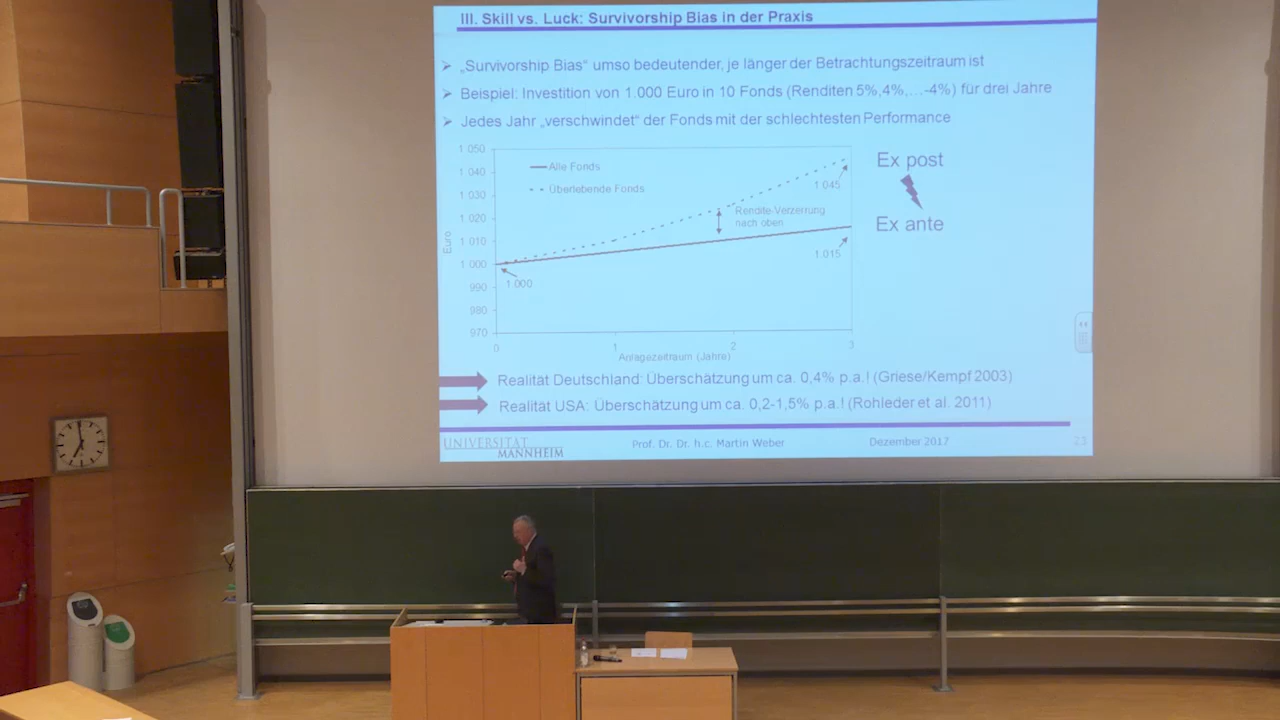 III. Skill vs. Luck: Survivorship Bias in der Praxis
„Survivorship Bias“ umso bedeutender, je länger der Betrachtungszeitraum ist
Beispiel: Investition von 1.000 Euro in 10 Fonds (Renditen 5%,4%,…-4%) für drei Jahre
Jedes Jahr „verschwindet“ der Fonds mit der schlechtesten Performance
1 050
1 040
1 030
1 020
1 010
1 000
990
980
970
Euro
Alle Fonds
Überlebende Fonds
1 045
Rendite-Verzerrung
nach oben
1.015
1.000
0
1
2
3
Anlagezeitraum (Jahre)
Ex post
Ex ante
Realität Deutschland: Überschätzung um ca. 0,4% p.a.! (Griese/Kempf 2003)
Realität USA: Überschätzung um ca. 0,2-1,5% p.a.! (Rohleder et al. 2011)
UNIVERSITÄT
MANNHEIM
Prof. Dr. Dr. h.c. Martin Weber
Dezember 2017
23